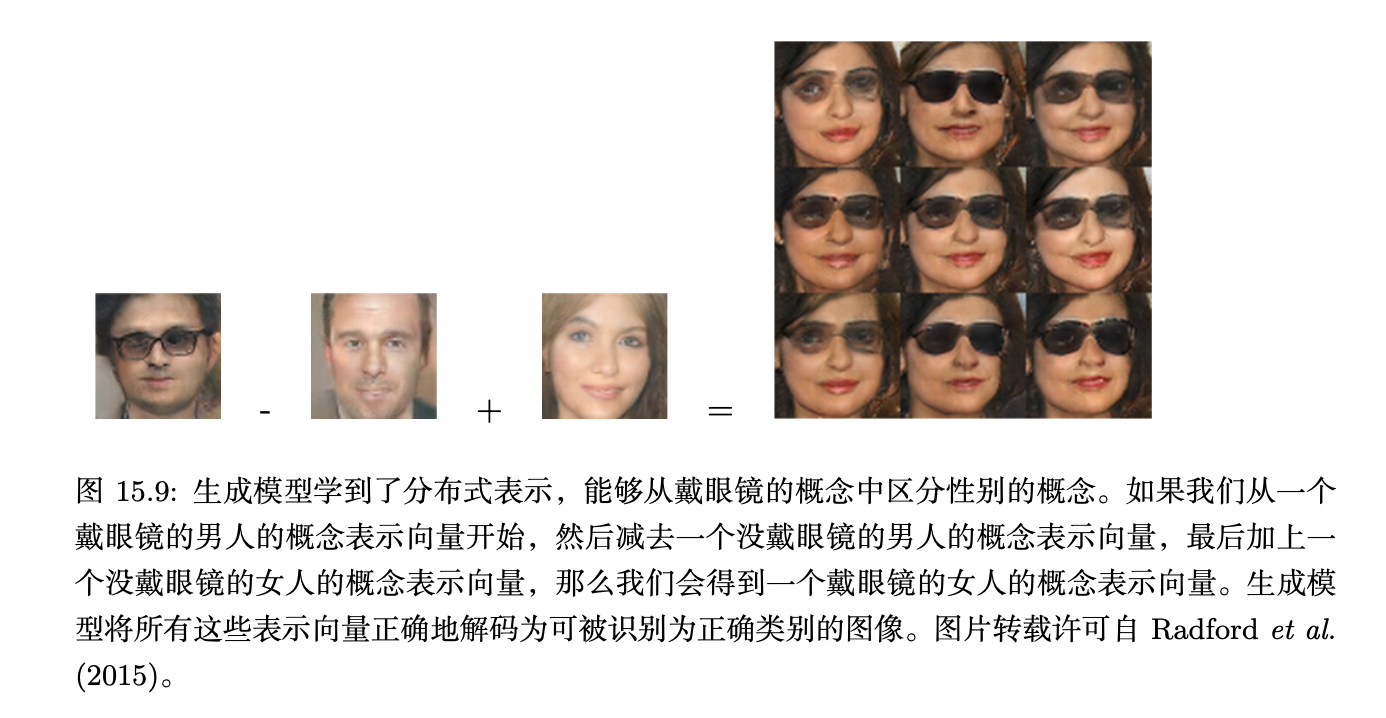 - + =
图 15.9: 生成模型学到了分布式表示，能够从戴眼镜的概念中区分性别的概念。如果我们从一个
戴眼镜的男人的概念表示向量开始，然后减去一个没戴眼镜的男人的概念表示向量，最后加上一
个没戴眼镜的女人的概念表示向量，那么我们会得到一个戴眼镜的女人的概念表示向量。生成模
型将所有这些表示向量正确地解码为可被识别为正确类别的图像。图片转载许可自 Radford et al.
(2015)。